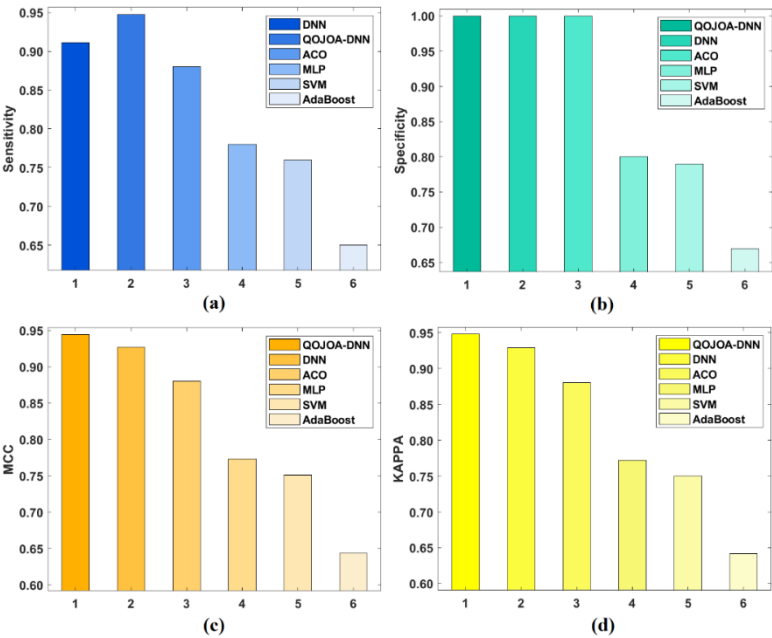 0.95
0.90
0.85
0.80
0.75
0.70
0.65
Sensitivity
DNN
QOJOA-DNN
ACO
MLP
SVM
AdaBoost
1 2 3 4 5 6
(a)
1.00
0.95
0.90
0.85
0.80
0.75
0.70
0.65
Specificity
QOJOA-DNN
DNN
ACO
MLP
SVM
AdaBoost
1 2 3 4 5 6
(b)
0.95
0.90
0.85
0.80
0.75
0.70
0.65
0.60
MCC
QOJOA-DNN
DNN
ACO
MLP
SVM
AdaBoost
1 2 3 4 5 6
(c)
0.95
0.90
0.85
0.80
0.75
0.70
0.65
0.60
KAPPA
QOJOA-DNN
DNN
ACO
MLP
SVM
AdaBoost
1 2 3 4 5 6
(d)